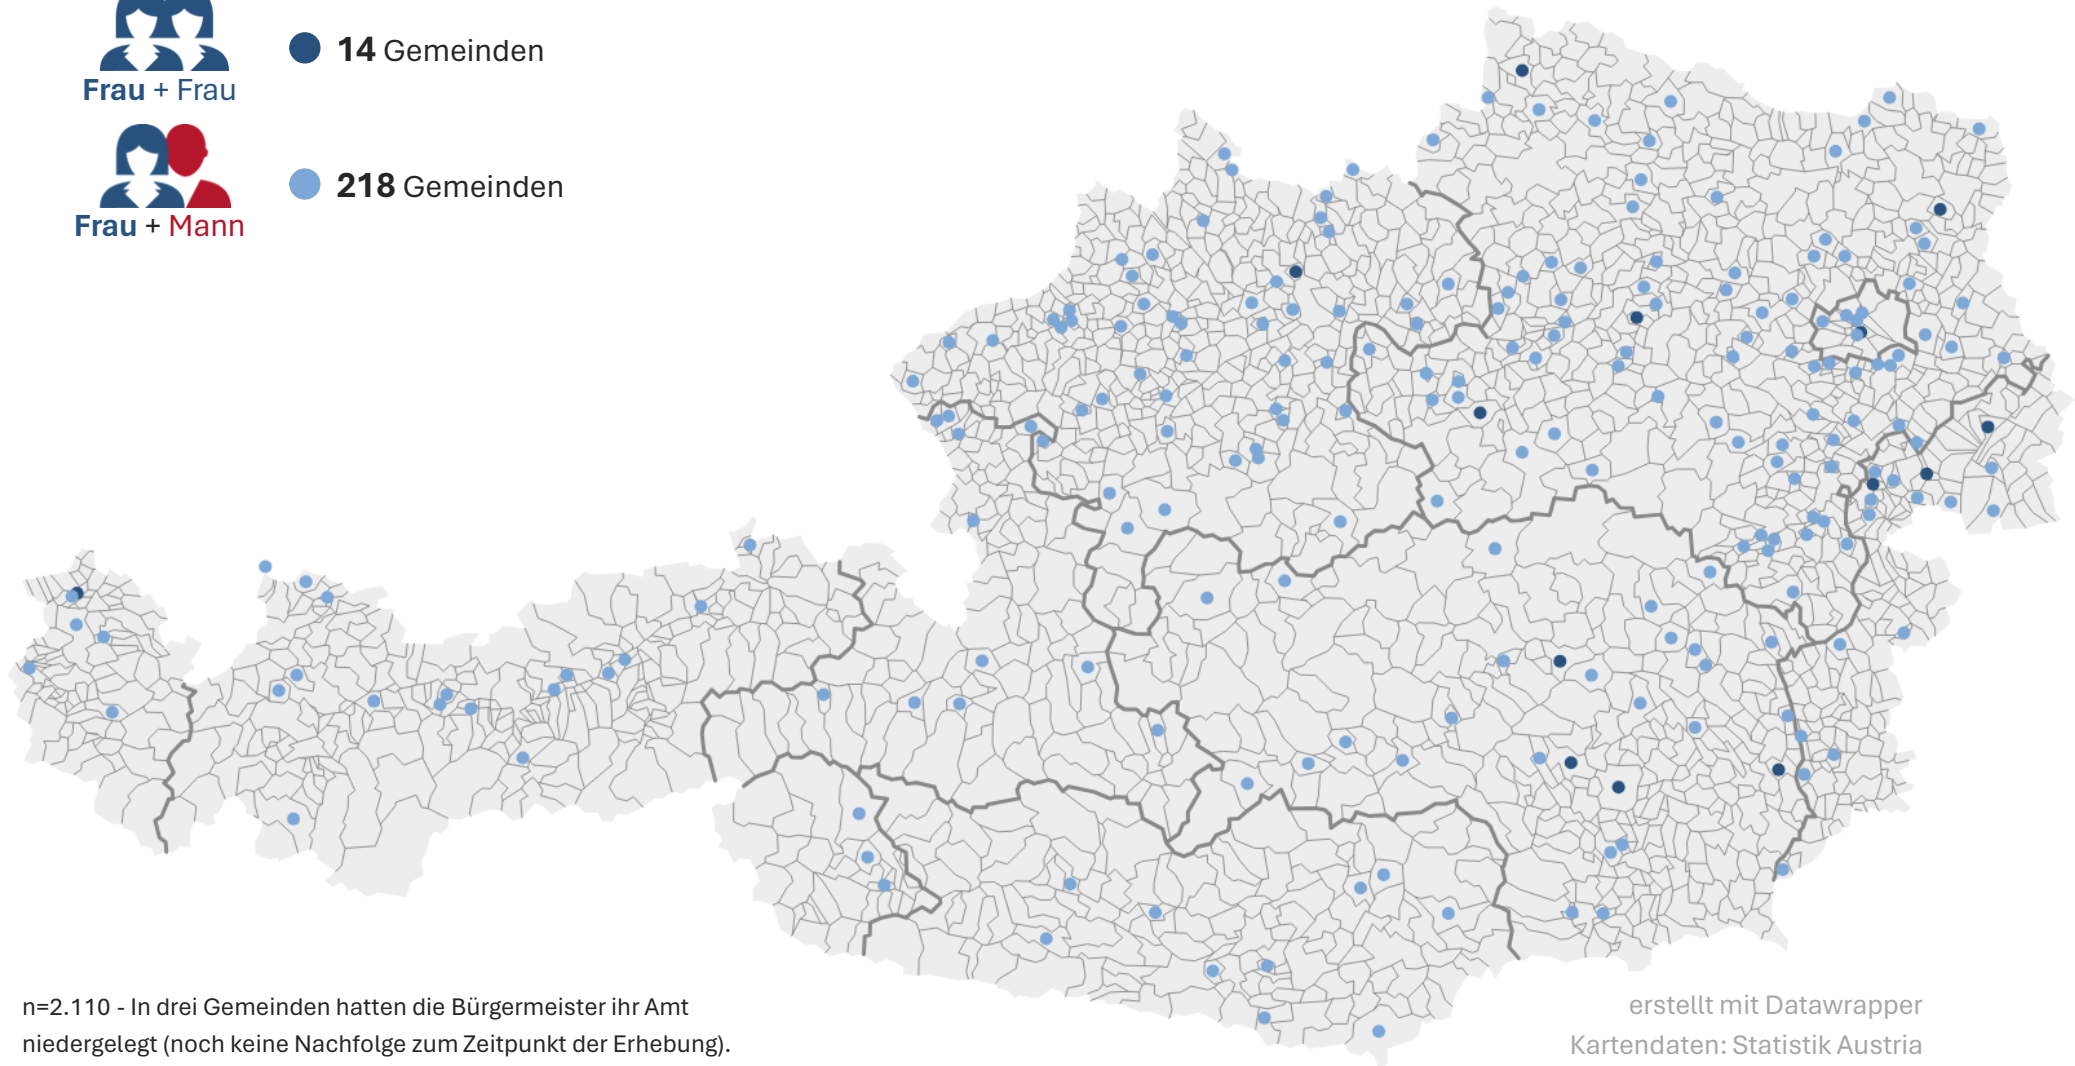 14 Gemeinden
Frau + Frau
218 Gemeinden
Frau + Mann
n=2.110 - In drei Gemeinden hatten die Bürgermeister ihr Amt
niedergelegt (noch keine Nachfolge zum Zeitpunkt der Erhebung).
erstellt mit Datawrapper
Kartendaten: Statistik Austria